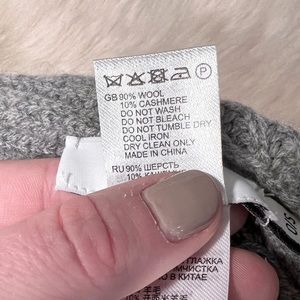 P
GB 90% WOOL
10% CASHMERE
DO NOT WASH
DO NOT BLEACH
DO NOT TUMBLE DRY
COOL IRON
DRY CLEAN ONLY
MADE IN CHINA
RU 90% ШЕРСТЬ
10%
O/S